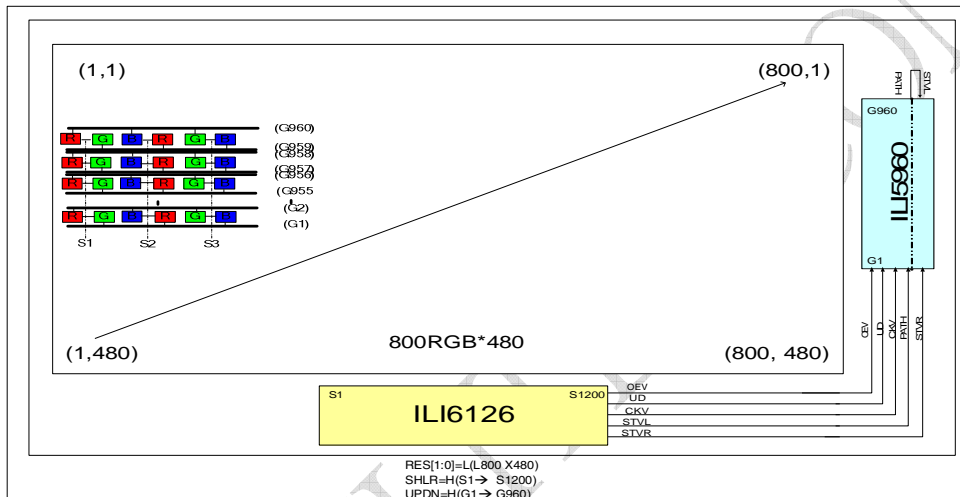 (1,1)
(800,1)
R G B R G B
(G960)
(G959)
R G B R G B
(G958)
(G957)
R G B R G B
(G956)
(G955
(G2)
R G B R G B
(G1)
S1 S2 S3
(1,480)
800RGB*480
(800, 480)
PATH
STVL
G960
ILI5960
G1
OEV
UD
CKV
PATH
STVR
S1
S1200
ILI6126
OEV
UD
CKV
STVL
STVR
RES[1:0]=L(L800 X480)
SHLR=H(S1→ S1200)
UPDN=H(G1→ G960)